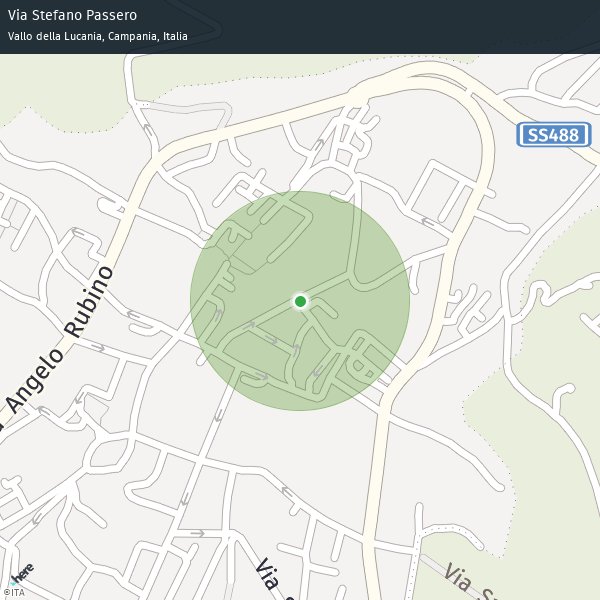 Via Stefano Passero
Vallo della Lucania, Campania, Italia
SS488
Angelo Rubino
Via
Via
here
©ITA